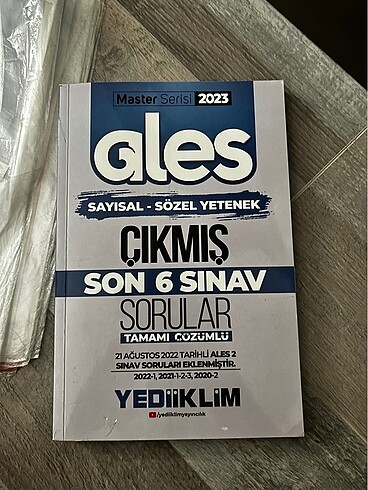 Master Serisi 2023
ales
SAYISAL - SÖZEL YETENEK
ÇIKMIŞ
SON 6 SINAV
SORULAR
TAMAMI ÇÖZÜMLÜ
21 AĞUSTOS 2022 TARİHLİ ALES 2
SINAV SORULARI EKLENMİŞTİR.
2022-1, 2021-1-2-3, 2020-2
YEDİİKLİM
/yediiklimyayincilik